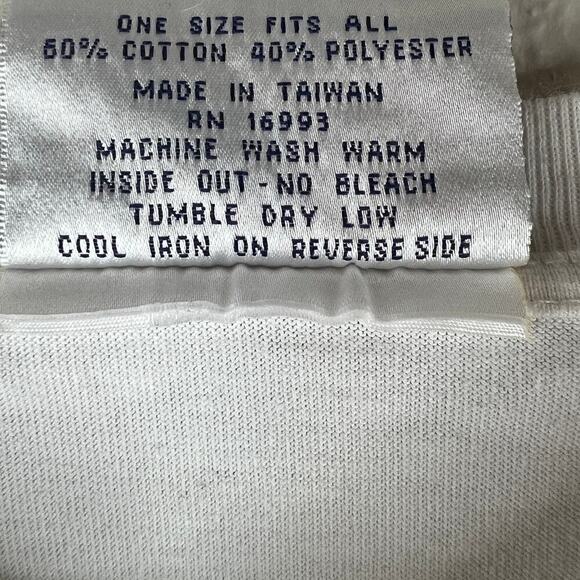 ONE SIZE FITS ALL
60% COTTON 40% POLYESTER
MADE IN TAIWAN
RN 16993
MACHINE WASH WARM
INSIDE OUT-NO BLEACH
TUMBLE DRY LOW
COOL IRON ON REVERSE SIDE